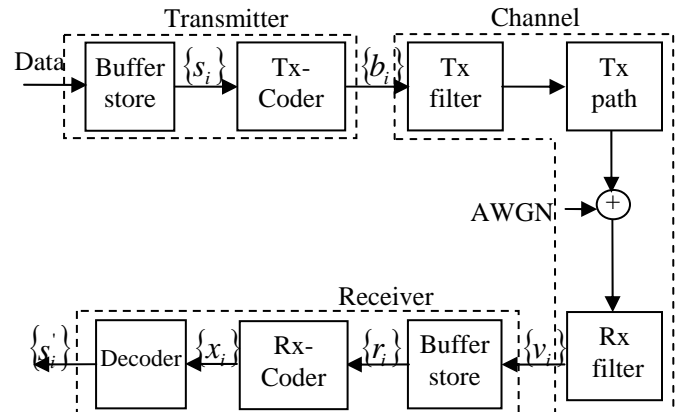 Transmitter
Channel
Data
Buffer store
{s_i}
Tx-Coder
{b_i}
Tx filter
Tx path
AWGN
+
Receiver
{s_i'}
Decoder
{x_i}
Rx-Coder
{r_i}
Buffer store
{v_i}
Rx filter